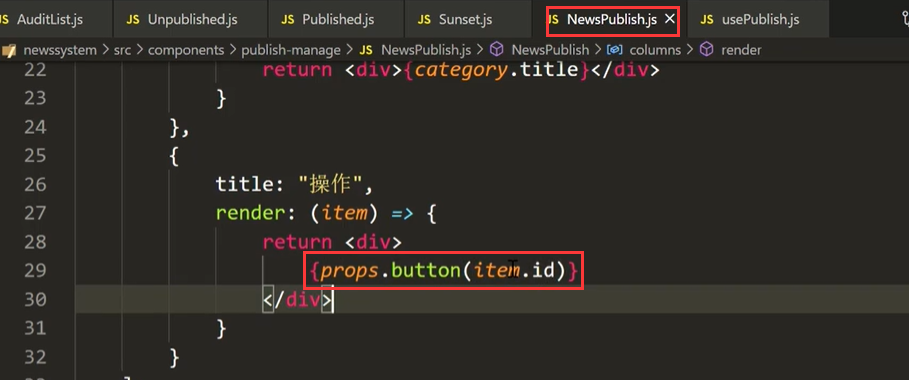 JS AuditList.js JS Unpublished.js JS Published.js JS Sunset.js JS NewsPublish.js × JS usePublish.js
newssystem > src > components > publish-manage > JS NewsPublish.js > NewsPublish > columns > render
22 return <div>{category.title}</div>
23 }
24 },
25 {
26 title: "操作",
27 render: (item) => {
28 return <div>
29 {props.button(item.id)}
30 </div>
31 }
32 }